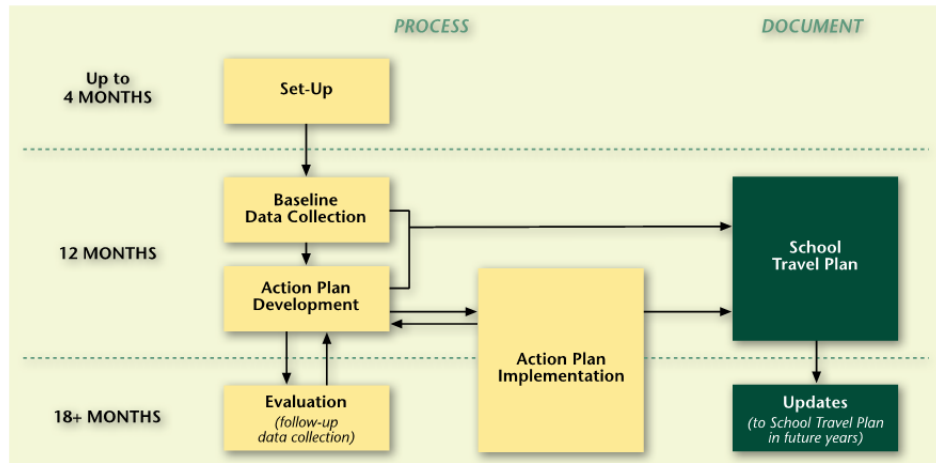 PROCESS
DOCUMENT
Up to
4 MONTHS
Set-Up
12 MONTHS
Baseline
Data Collection
Action Plan
Development
Action Plan
Implementation
School
Travel Plan
18+ MONTHS
Evaluation
(follow-up
data collection)
Updates
(to School Travel Plan
in future years)